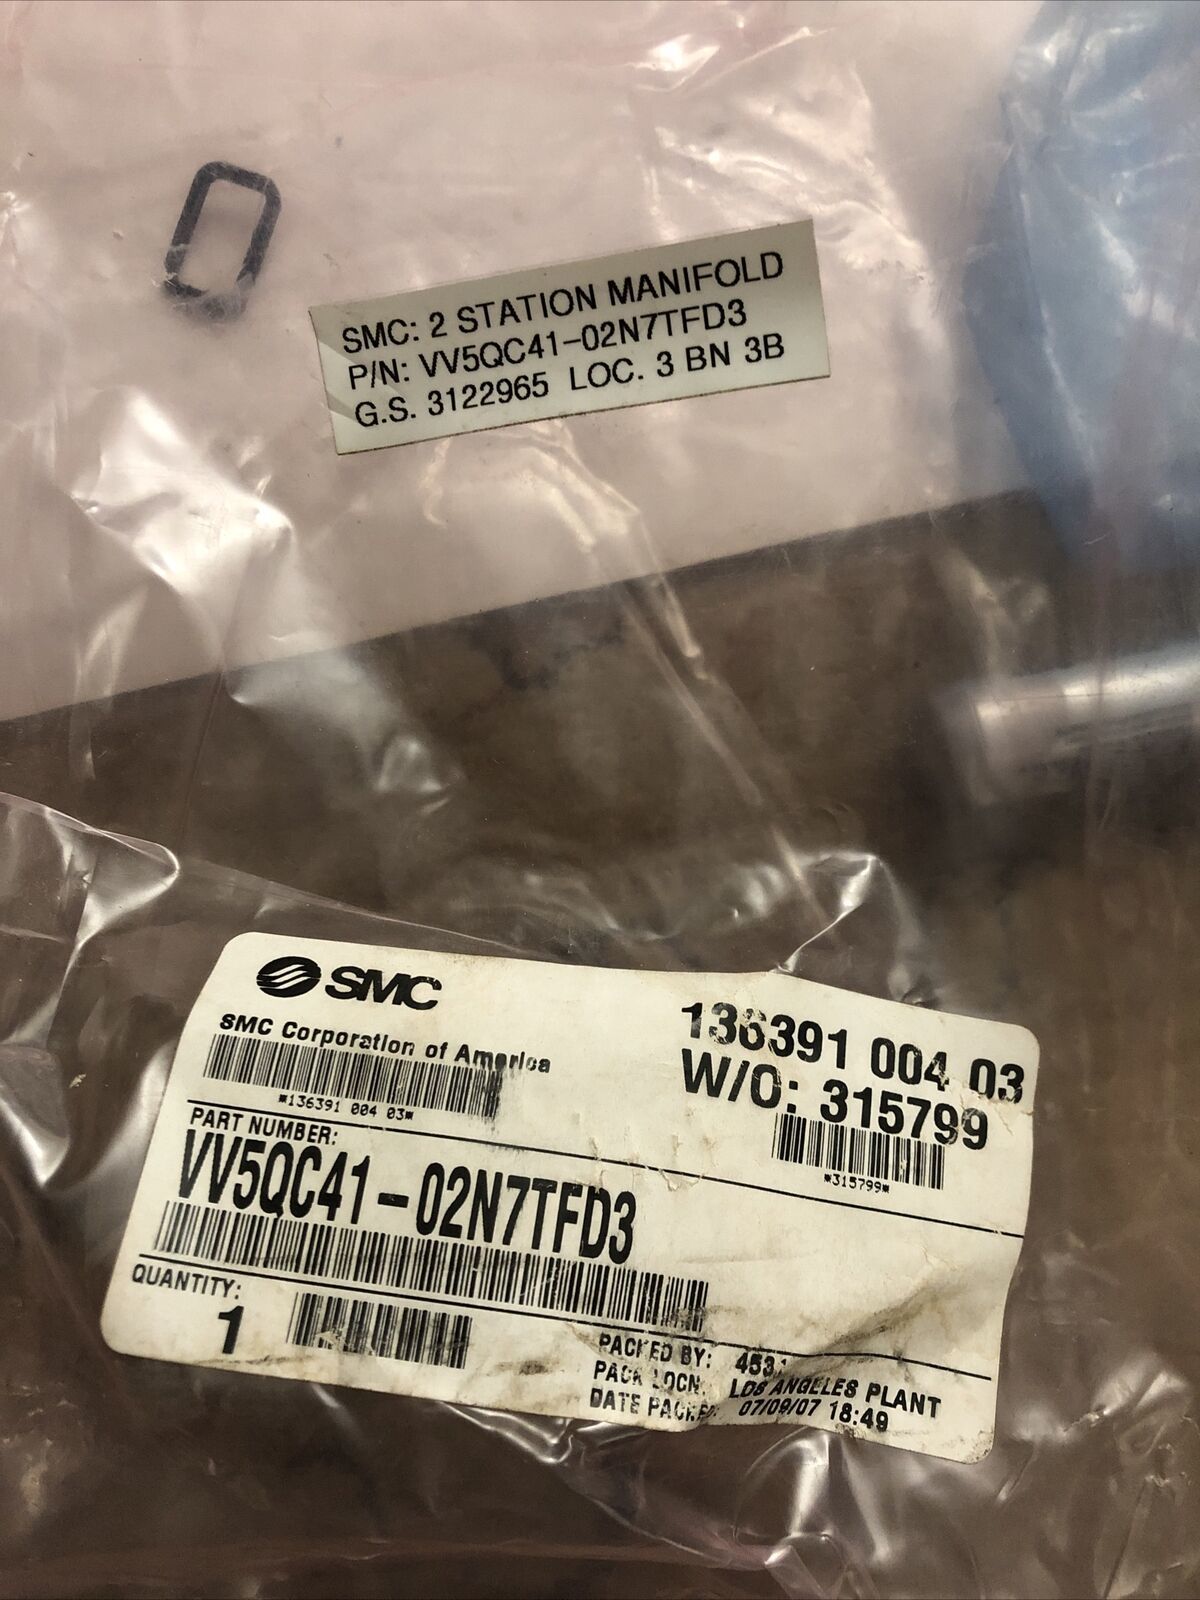 SMC: 2 STATION MANIFOLD
P/N: VV5QC41-02N7TFD3
G.S. 3122965 LOC. 3 BN 3B
SMC
SMC Corporation of America
*136391 004 03*
136391 004 03
W/O: 315799
*315799*
PART NUMBER:
VV5QC41-02N7TFD3
QUANTITY:
1
PACKED BY:
PACK LOCN. LOS ANGELES PLANT
DATE PACKED 07/09/07 18:49